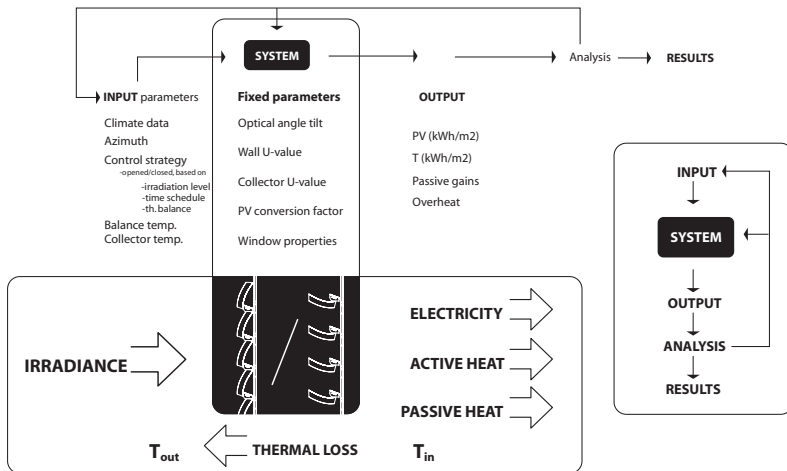 SYSTEM
Analysis
RESULTS
INPUT parameters
Climate data
Azimuth
Control strategy
-opened/closed, based on
-irradiation level
-time schedule
-th. balance
Balance temp.
Collector temp.
Fixed parameters
Optical angle tilt
Wall U-value
Collector U-value
PV conversion factor
Window properties
OUTPUT
PV (kWh/m2)
T (kWh/m2)
Passive gains
Overheat
INPUT
SYSTEM
OUTPUT
ANALYSIS
RESULTS
IRRADIANCE
ELECTRICITY
ACTIVE HEAT
PASSIVE HEAT
Tout
THERMAL LOSS
Tin